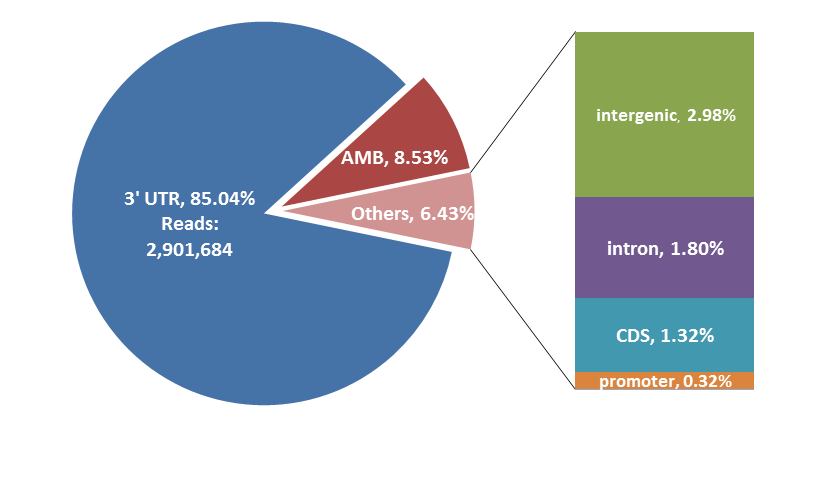 3' UTR, 85.04%
Reads:
2,901,684
AMB, 8.53%
Others, 6.43%
intergenic, 2.98%
intron, 1.80%
CDS, 1.32%
promoter, 0.32%